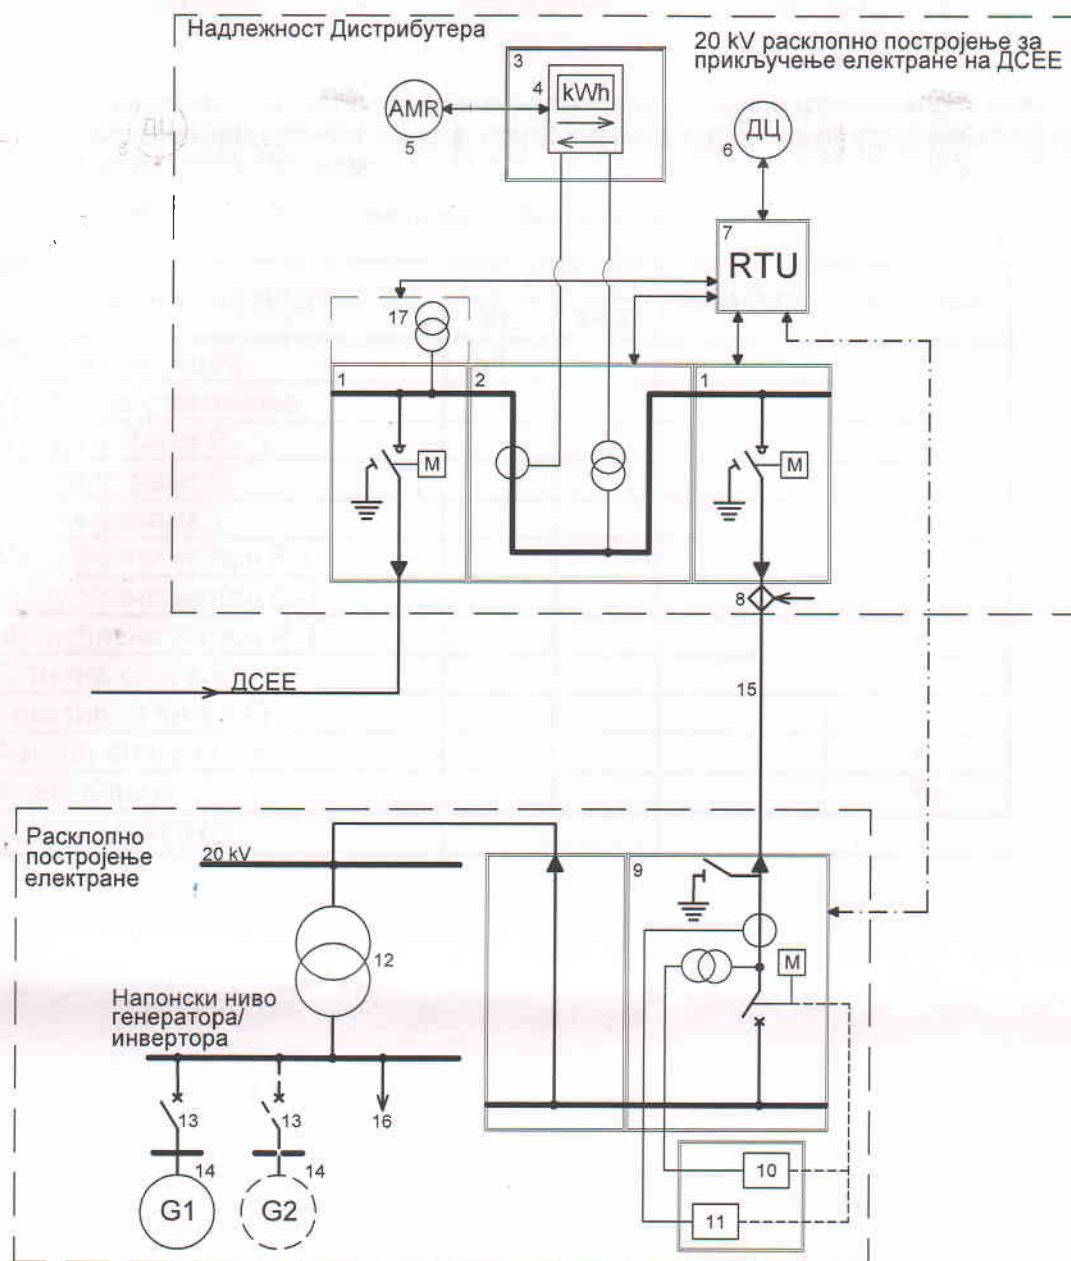 Надлежност Дистрибутера
20 kV расклопно постројење за
прикључење електране на ДСЕЕ
3
4
kWh
AMR
5
ДЦ
6
7
RTU
17
1
2
1
M
M
8
ДСЕЕ
15
Расклопно
постројење
електране
20 kV
9
12
M
Напонски ниво
генератора/
инвертора
13
13
16
14
14
G1
G2
10
11